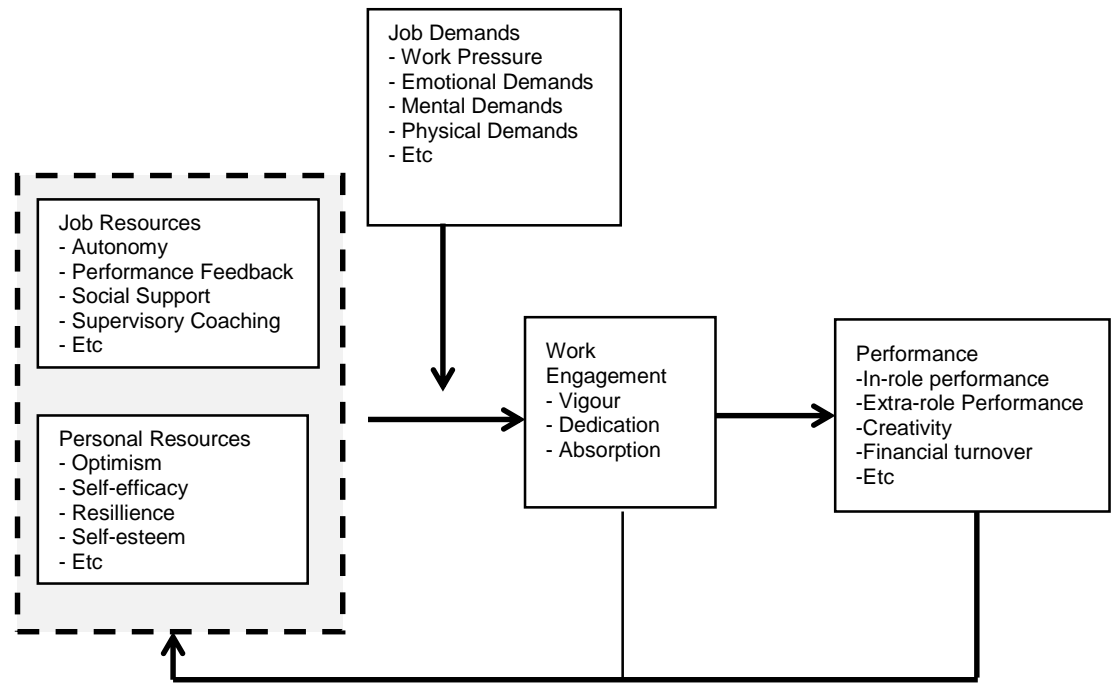 Job Demands
- Work Pressure
- Emotional Demands
- Mental Demands
- Physical Demands
- Etc
Job Resources
- Autonomy
- Performance Feedback
- Social Support
- Supervisory Coaching
- Etc
Personal Resources
- Optimism
- Self-efficacy
- Resillience
- Self-esteem
- Etc
Work
Engagement
- Vigour
- Dedication
- Absorption
Performance
-In-role performance
-Extra-role Performance
-Creativity
-Financial turnover
-Etc